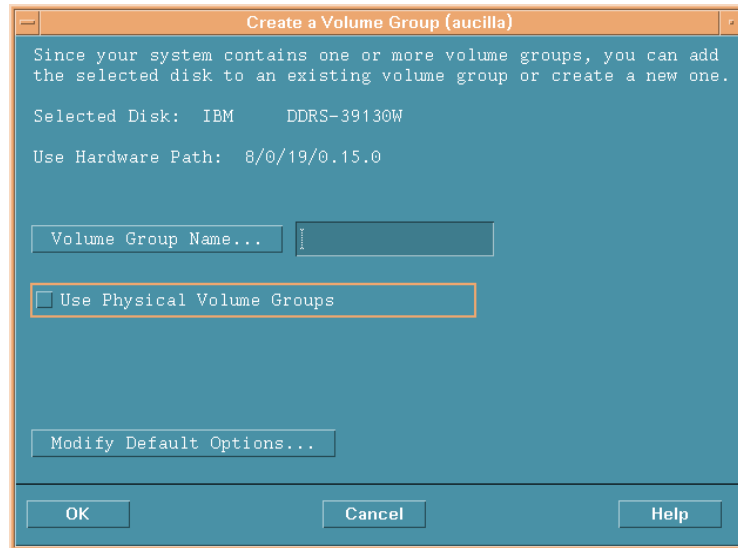 Create a Volume Group (aucilla)
Since your system contains one or more volume groups, you can add
the selected disk to an existing volume group or create a new one.
Selected Disk: IBM DDRS-39130W
Use Hardware Path: 8/0/19/0.15.0
Volume Group Name...
Use Physical Volume Groups
Modify Default Options...
OK Cancel Help